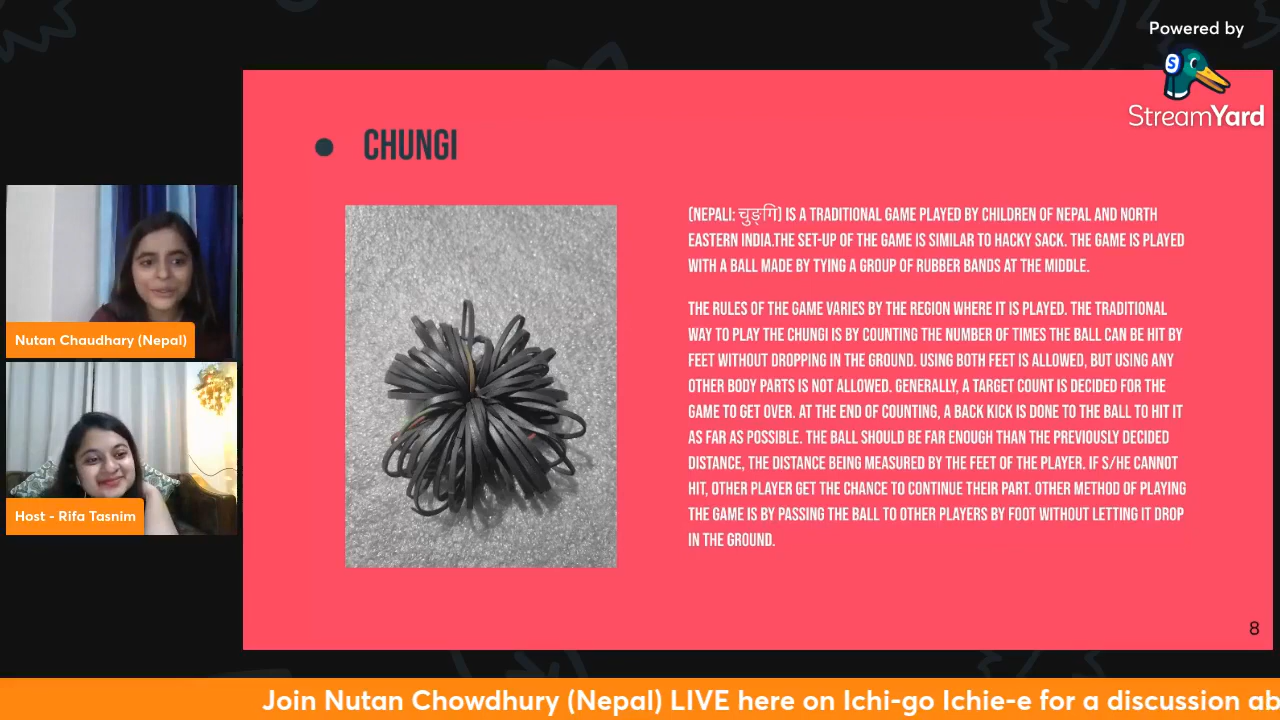 Powered by
StreamYard
CHUNGI
(NEPALI: चुङ्गि) IS A TRADITIONAL GAME PLAYED BY CHILDREN OF NEPAL AND NORTH
EASTERN INDIA.THE SET-UP OF THE GAME IS SIMILAR TO HACKY SACK. THE GAME IS PLAYED
WITH A BALL MADE BY TYING A GROUP OF RUBBER BANDS AT THE MIDDLE.
THE RULES OF THE GAME VARIES BY THE REGION WHERE IT IS PLAYED. THE TRADITIONAL
WAY TO PLAY THE CHUNGI IS BY COUNTING THE NUMBER OF TIMES THE BALL CAN BE HIT BY
FEET WITHOUT DROPPING IN THE GROUND. USING BOTH FEET IS ALLOWED, BUT USING ANY
OTHER BODY PARTS IS NOT ALLOWED. GENERALLY, A TARGET COUNT IS DECIDED FOR THE
GAME TO GET OVER. AT THE END OF COUNTING, A BACK KICK IS DONE TO THE BALL TO HIT IT
AS FAR AS POSSIBLE. THE BALL SHOULD BE FAR ENOUGH THAN THE PREVIOUSLY DECIDED
DISTANCE, THE DISTANCE BEING MEASURED BY THE FEET OF THE PLAYER. IF S/HE CANNOT
HIT, OTHER PLAYER GET THE CHANCE TO CONTINUE THEIR PART. OTHER METHOD OF PLAYING
THE GAME IS BY PASSING THE BALL TO OTHER PLAYERS BY FOOT WITHOUT LETTING IT DROP
IN THE GROUND.
8
Nutan Chaudhary (Nepal)
Host - Rifa Tasnim
Join Nutan Chowdhury (Nepal) LIVE here on Ichi-go Ichie-e for a discussion ab